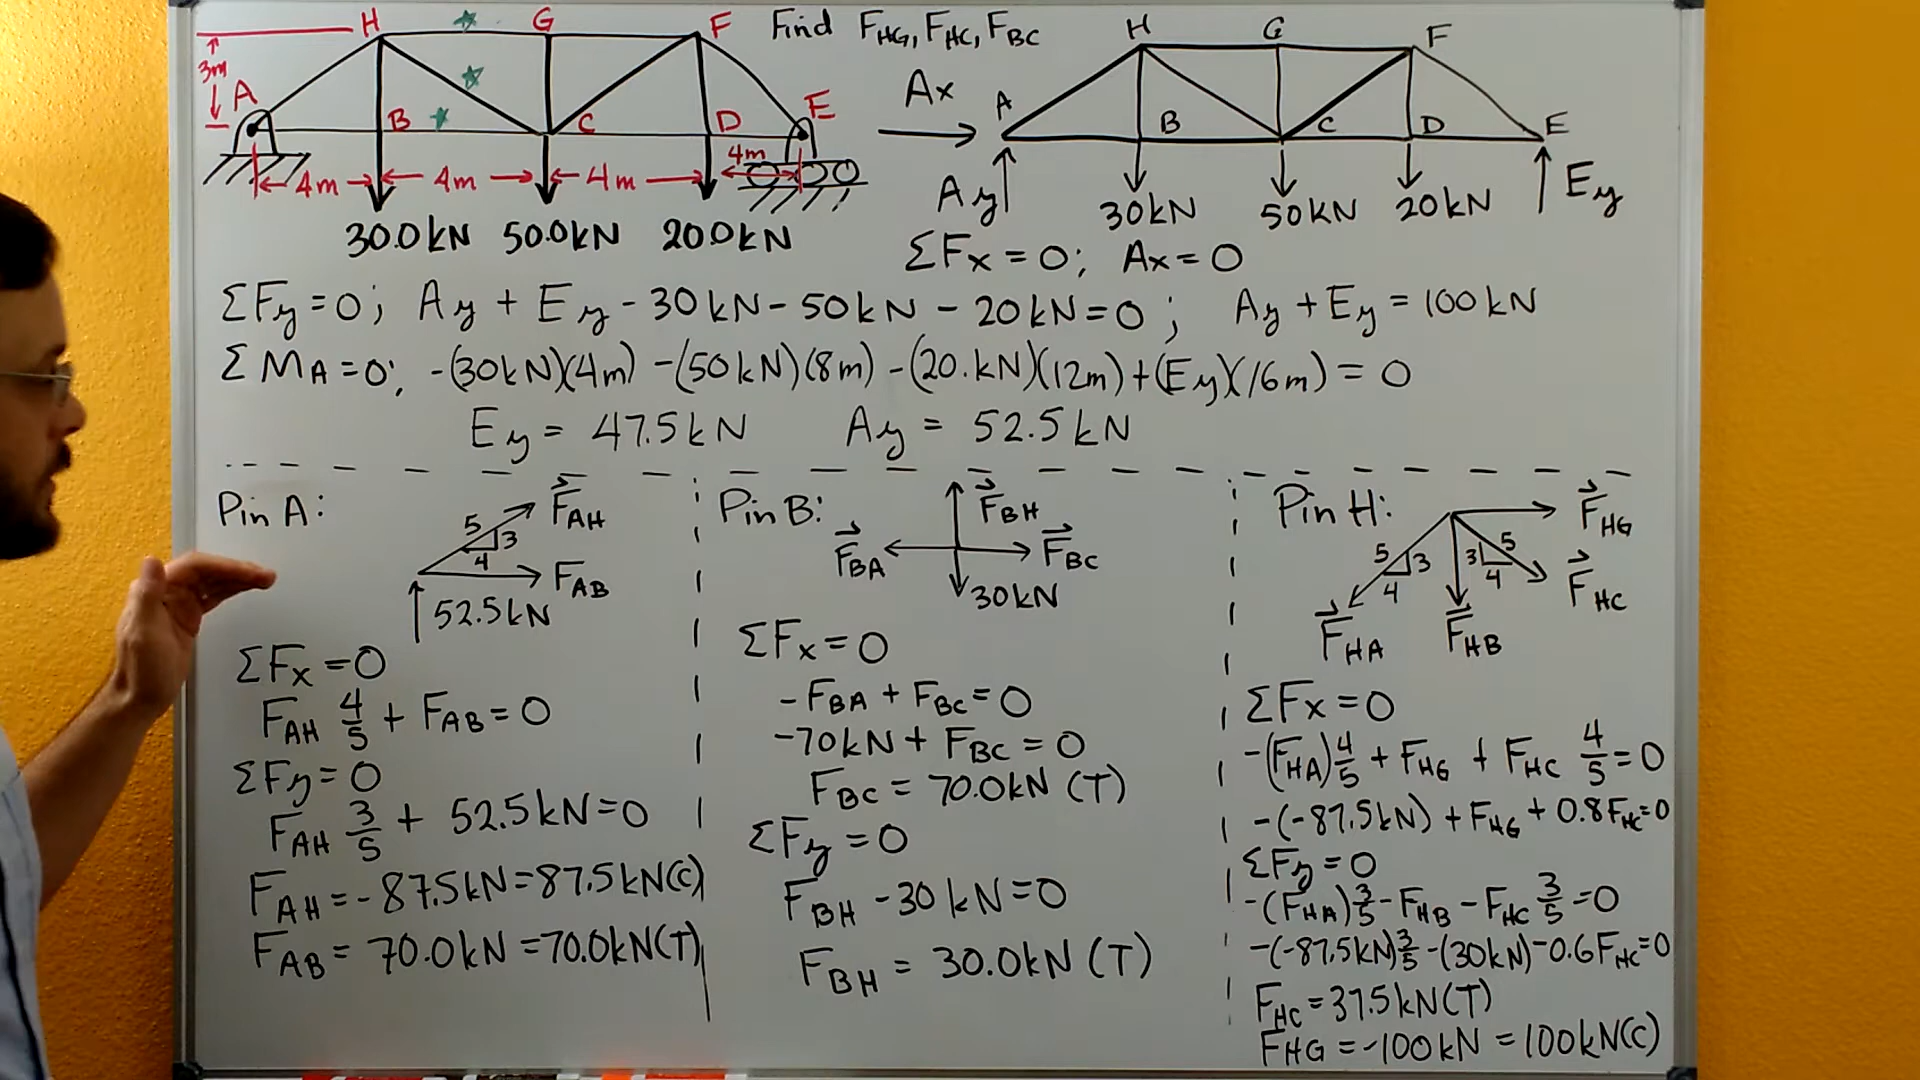 H G F Find F_HG, F_HC, F_BC H G F
3m A B C D E Ax A B C D E
4m 4m 4m 4m
30.0kN 50.0kN 20.0kN Ay 30kN 50kN 20kN Ey
ΣFx = 0; Ax = 0
ΣFy = 0; Ay + Ey - 30kN - 50kN - 20kN = 0; Ay + Ey = 100kN
ΣM_A = 0; -(30kN)(4m) -(50kN)(8m) -(20.kN)(12m)+(Ey)(16m) = 0
Ey = 47.5kN Ay = 52.5kN
Pin A:
F_AH
5 3 4
F_AB
52.5kN
ΣFx = 0
F_AH 4/5 + F_AB = 0
ΣFy = 0
F_AH 3/5 + 52.5kN = 0
F_AH = -87.5kN = 87.5kN(C)
F_AB = 70.0kN = 70.0kN(T)
Pin B:
F_BH
F_BA F_BC
30kN
ΣFx = 0
-F_BA + F_BC = 0
-70kN + F_BC = 0
F_BC = 70.0kN (T)
ΣFy = 0
F_BH - 30kN = 0
F_BH = 30.0kN (T)
Pin H:
F_HG
5 3 4 3 5 4
F_HC
F_HA F_HB
ΣFx = 0
-(F_HA)4/5 + F_HG + F_HC 4/5 = 0
-(-87.5kN) + F_HG + 0.8F_HC = 0
ΣFy = 0
-(F_HA)3/5 - F_HB - F_HC 3/5 = 0
-(-87.5kN)3/5 -(30kN) - 0.6F_HC = 0
F_HC = 37.5kN(T)
F_HG = -100kN = 100kN(C)